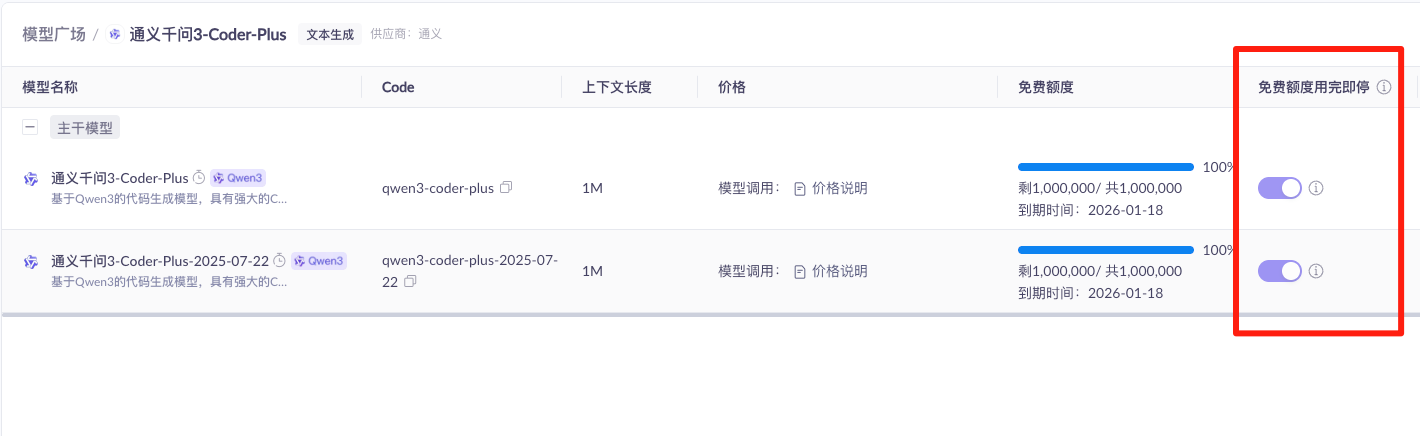 模型广场 / 通义千问3-Coder-Plus 文本生成 供应商：通义
模型名称 Code 上下文长度 价格 免费额度 免费额度用完即停
主干模型
通义千问3-Coder-Plus Qwen3
基于Qwen3的代码生成模型，具有强大的C...
qwen3-coder-plus
1M
模型调用： 价格说明
100%
剩1,000,000/ 共1,000,000
到期时间：2026-01-18
通义千问3-Coder-Plus-2025-07-22 Qwen3
基于Qwen3的代码生成模型，具有强大的C...
qwen3-coder-plus-2025-07-
22
1M
模型调用： 价格说明
100%
剩1,000,000/ 共1,000,000
到期时间：2026-01-18